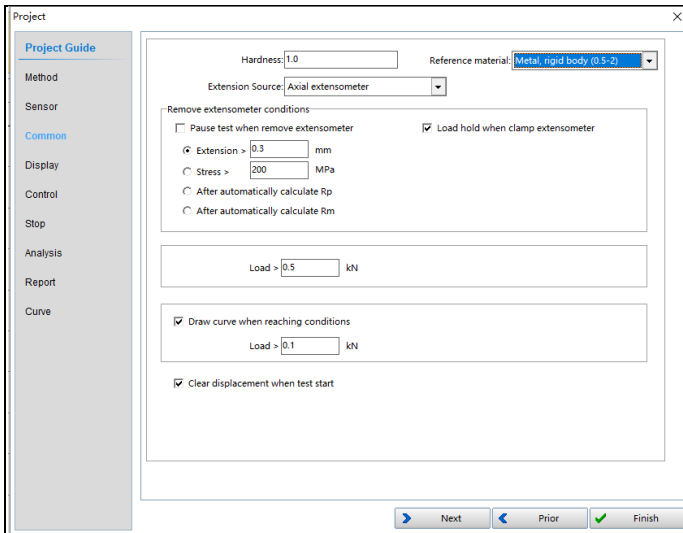 Project
Project Guide
Method
Sensor
Common
Display
Control
Stop
Analysis
Report
Curve
Hardness: 1.0 Reference material: Metal, rigid body (0.5-2)
Extension Source: Axial extensometer
Remove extensometer conditions
Pause test when remove extensometer Load hold when clamp extensometer
Extension > 0.3 mm
Stress > 200 MPa
After automatically calculate Rp
After automatically calculate Rm
Load > 0.5 kN
Draw curve when reaching conditions
Load > 0.1 kN
Clear displacement when test start
Next Prior Finish